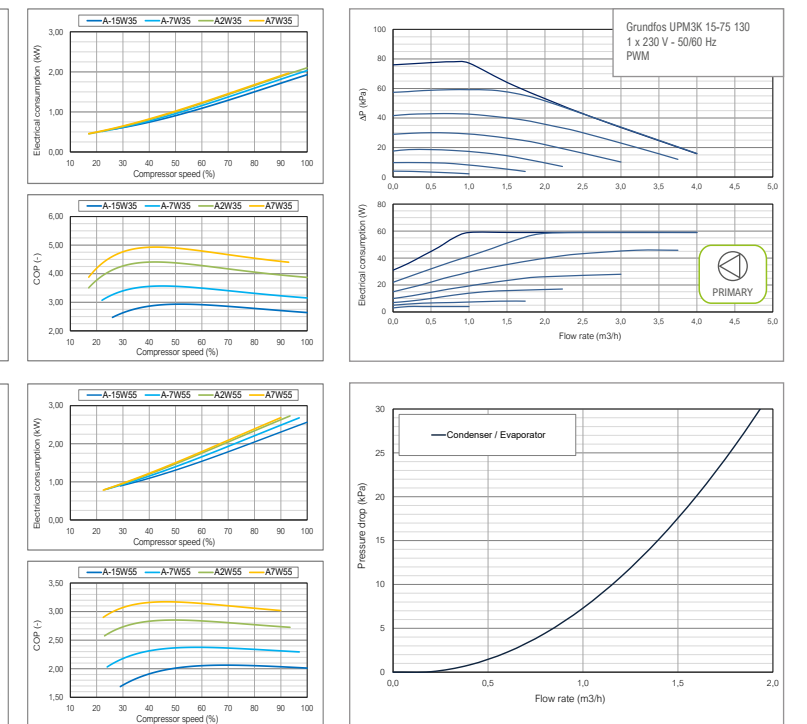 A-15W35 A-7W35 A2W35 A7W35
3,00
2,00
1,00
0,00
Electrical consumption (kW)
10 20 30 40 50 60 70 80 90 100
Compressor speed (%)
A-15W35 A-7W35 A2W35 A7W35
6,00
5,00
4,00
3,00
2,00
COP (-)
10 20 30 40 50 60 70 80 90 100
Compressor speed (%)
Grundfos UPM3K 15-75 130
1 x 230 V - 50/60 Hz
PWM
100
80
60
40
20
0
ΔP (kPa)
0,0 0,5 1,0 1,5 2,0 2,5 3,0 3,5 4,0 4,5 5,0
80
60
40
20
0
Electrical consumption (W)
PRIMARY
0,0 0,5 1,0 1,5 2,0 2,5 3,0 3,5 4,0 4,5 5,0
Flow rate (m3/h)
A-15W55 A-7W55 A2W55 A7W55
3,00
2,00
1,00
0,00
Electrical consumption (kW)
10 20 30 40 50 60 70 80 90 100
Compressor speed (%)
A-15W55 A-7W55 A2W55 A7W55
3,50
3,00
2,50
2,00
1,50
COP (-)
10 20 30 40 50 60 70 80 90 100
Compressor speed (%)
Condenser / Evaporator
30
25
20
15
10
5
0
Pressure drop (kPa)
0,0 0,5 1,0 1,5 2,0
Flow rate (m3/h)